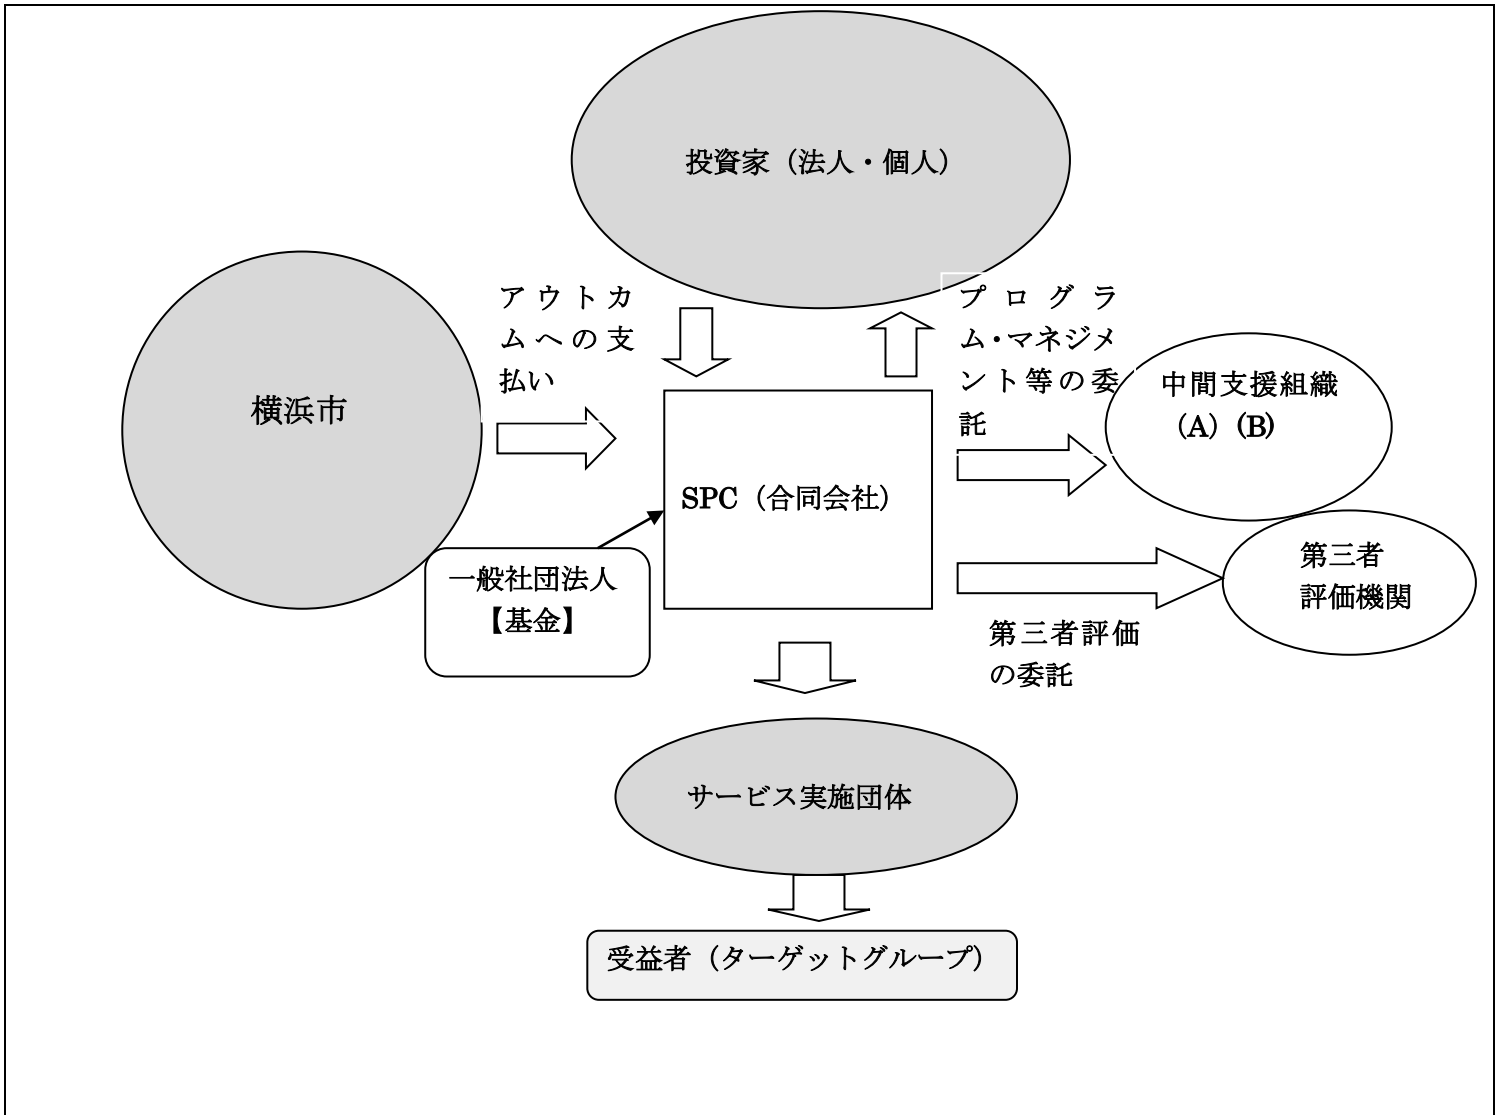 投資家（法人・個人）
アウトカ
ムへの支
払い
プログラ
ム・マネジメ
ント等の委
託
横浜市
中間支援組織
（A）(B)
SPC（合同会社）
一般社団法人
【基金】
第三者
評価機関
第三者評価
の委託
サービス実施団体
受益者（ターゲットグループ）